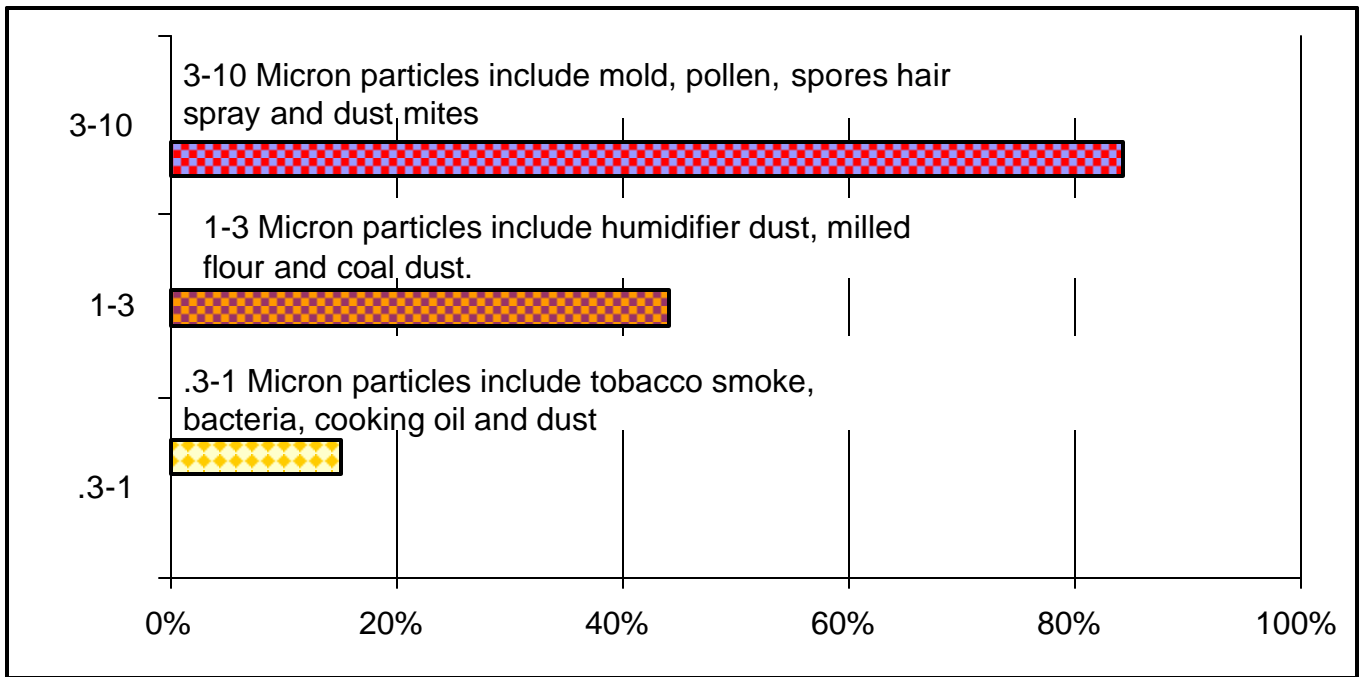 3-10 Micron particles include mold, pollen, spores hair
spray and dust mites
3-10
1-3 Micron particles include humidifier dust, milled
flour and coal dust.
1-3
.3-1 Micron particles include tobacco smoke,
bacteria, cooking oil and dust
.3-1
0% 20% 40% 60% 80% 100%